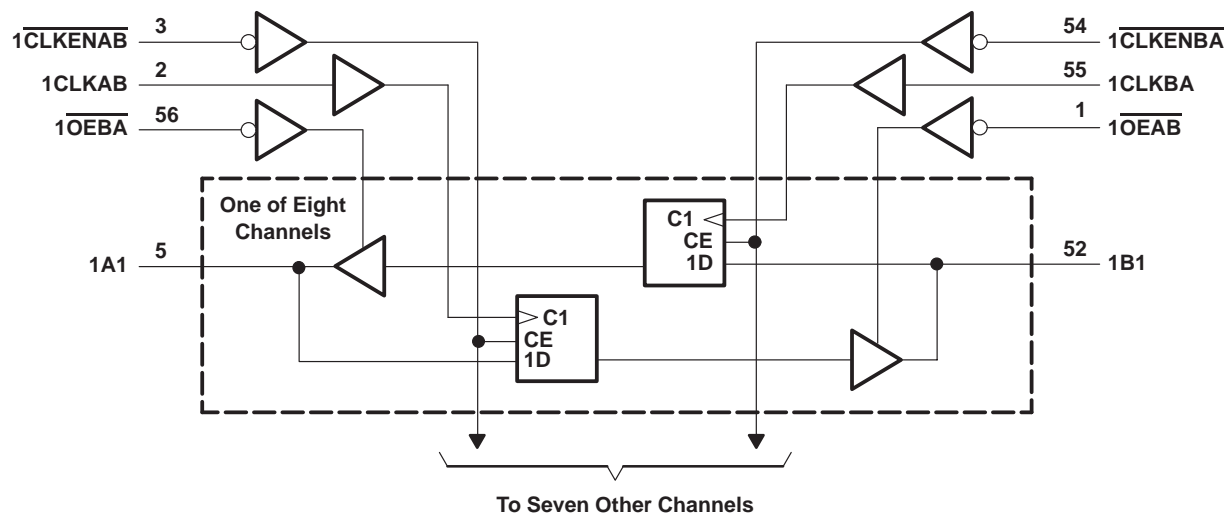 3
1CLKENAB
2
1CLKAB
56
1OEBA
54
1CLKENBA
55
1CLKBA
1
1OEAB
One of Eight
Channels
5
1A1
C1
CE
1D
52
1B1
C1
CE
1D
To Seven Other Channels